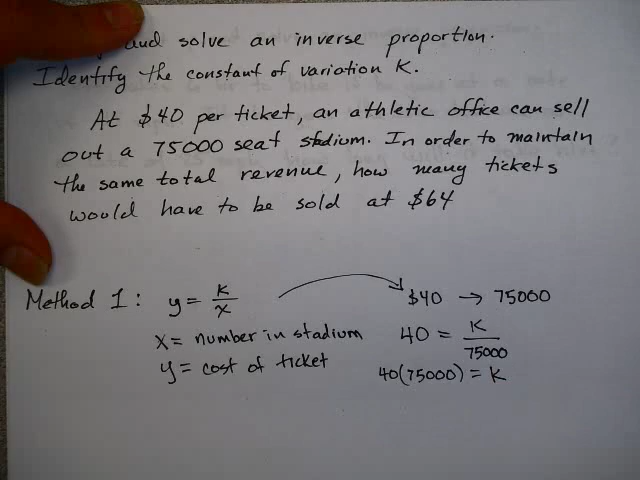 and solve an inverse proportion.
Identify the constant of variation K.
At $40 per ticket, an athletic office can sell
out a 75000 seat stadium. In order to maintain
the same total revenue, how many tickets
would have to be sold at $64
Method 1: y = K/x
$40 → 75000
x = number in stadium
40 = K/75000
y = cost of ticket
40(75000) = K